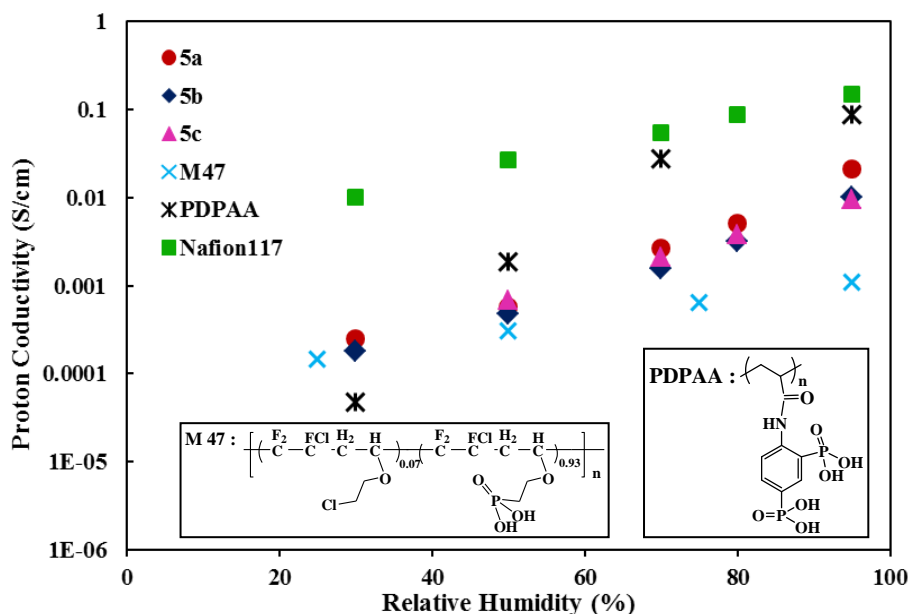 Proton Coductivity (S/cm)
1
0.1
0.01
0.001
0.0001
1E-05
1E-06
5a
5b
5c
M47
PDPAA
Nafion117
M 47 :
F2 FCl H2 H F2 FCl H2 H
C C C C C C
0.07 0.93 n
O O
Cl
O
P
OH
OH
PDPAA :
n
O
HN
O
P OH
OH
OH
O=P OH
0 20 40 60 80 100
Relative Humidity (%)